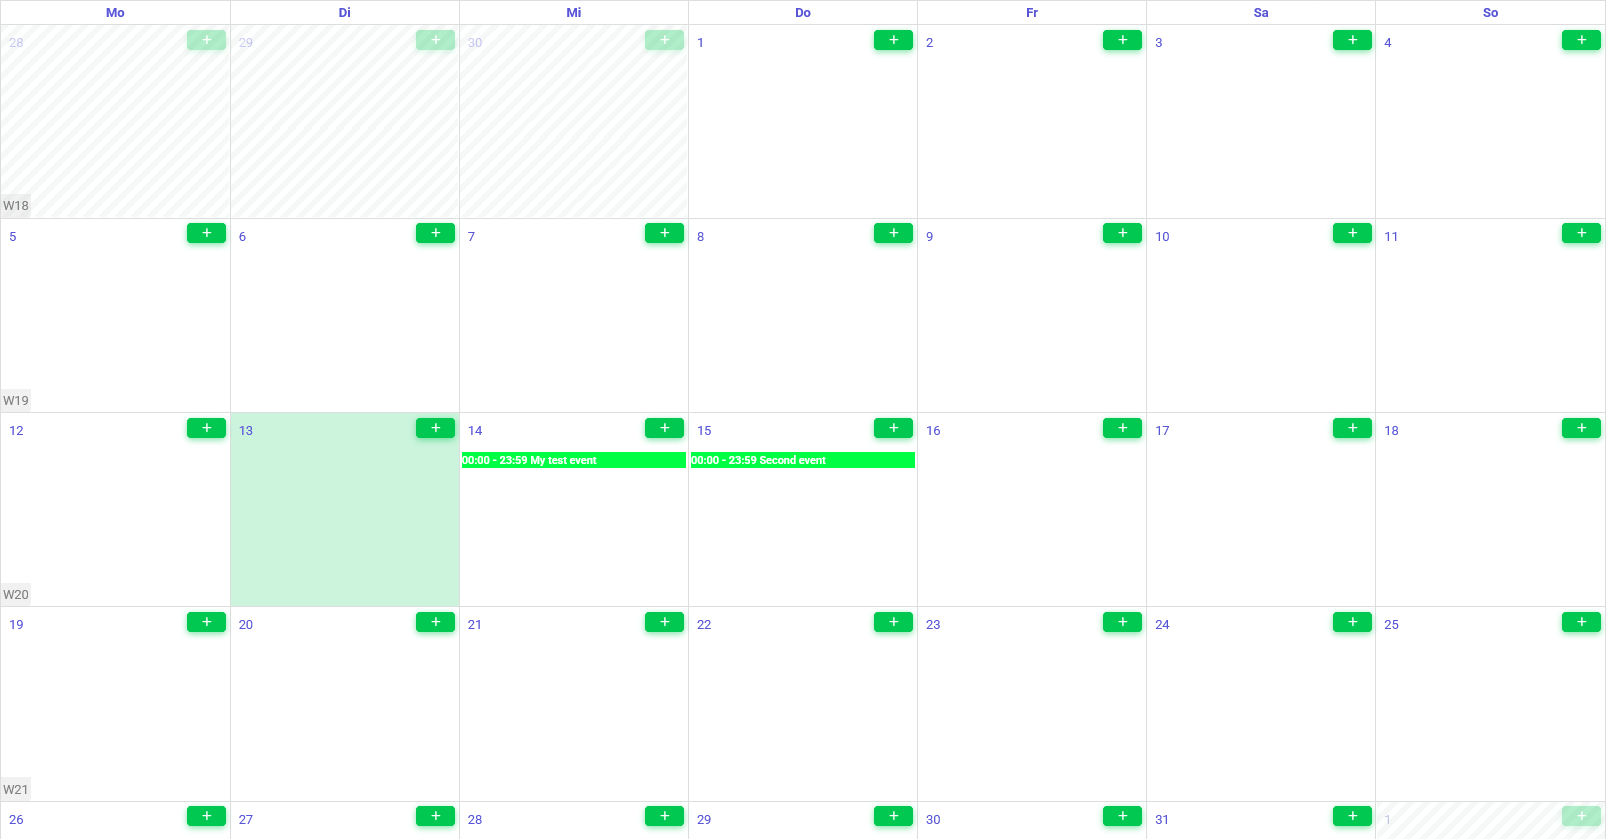 Mo Di Mi Do Fr Sa So
28 + 29 + 30 + 1 + 2 + 3 + 4 +
W18
5 + 6 + 7 + 8 + 9 + 10 + 11 +
W19
12 + 13 + 14 + 15 + 16 + 17 + 18 +
00:00 - 23:59 My test event 00:00 - 23:59 Second event
W20
19 + 20 + 21 + 22 + 23 + 24 + 25 +
W21
26 + 27 + 28 + 29 + 30 + 31 + 1 +